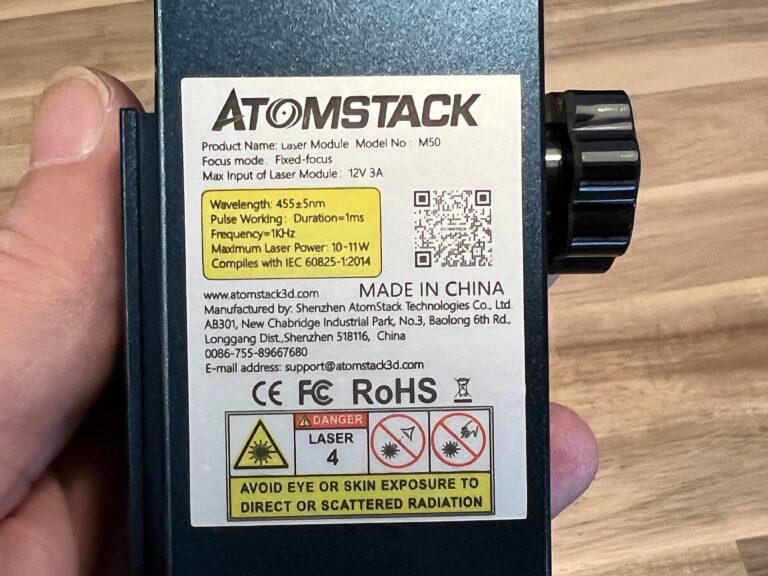 ATOMSTACK
Product Name: Laser Module Model No : M50
Focus mode : Fixed-focus
Max Input of Laser Module : 12V 3A
Wavelength: 455±5nm
Pulse Working : Duration=1ms
Frequency=1KHz
Maximum Laser Power: 10-11W
Complies with IEC 60825-1:2014
www.atomstack3d.com MADE IN CHINA
Manufactured by: Shenzhen AtomStack Technologies Co., Ltd.
AB301, New Chabridge Industrial Park, No.3, Baolong 6th Rd.,
Longgang Dist.,Shenzhen 518116, China
0086-755-89667680
E-mail address: support@atomstack3d.com
CE FC RoHS
DANGER
LASER
4
AVOID EYE OR SKIN EXPOSURE TO
DIRECT OR SCATTERED RADIATION